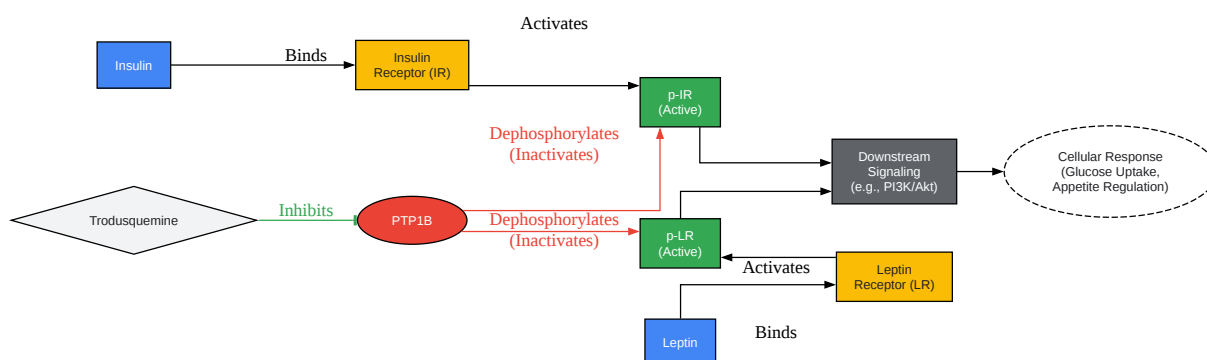 Activates
Insulin
Binds
Insulin
Receptor (IR)
p-IR
(Active)
Dephosphorylates
(Inactivates)
Downstream
Signaling
(e.g., PI3K/Akt)
Cellular Response
(Glucose Uptake,
Appetite Regulation)
Trodusquemine
Inhibits
PTP1B
Dephosphorylates
(Inactivates)
p-LR
(Active)
Activates
Leptin
Receptor (LR)
Leptin
Binds